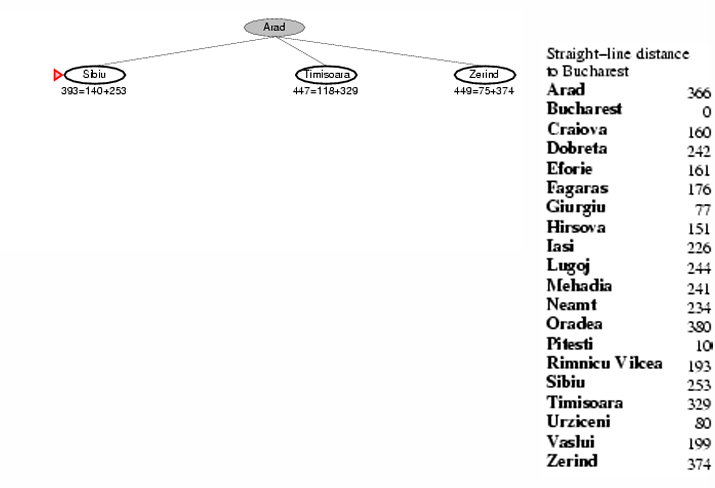 Arad
Sibiu
Timisoara
Zerind
393=140+253
447=118+329
449=75+374
Straight–line distance
to Bucharest
Arad 366
Bucharest 0
Craiova 160
Dobreta 242
Eforie 161
Fagaras 176
Giurgiu 77
Hirsova 151
Iasi 226
Lugoj 244
Mehadia 241
Neamt 234
Oradea 380
Pitesti 10
Rimnicu Vilcea 193
Sibiu 253
Timisoara 329
Urziceni 80
Vaslui 199
Zerind 374